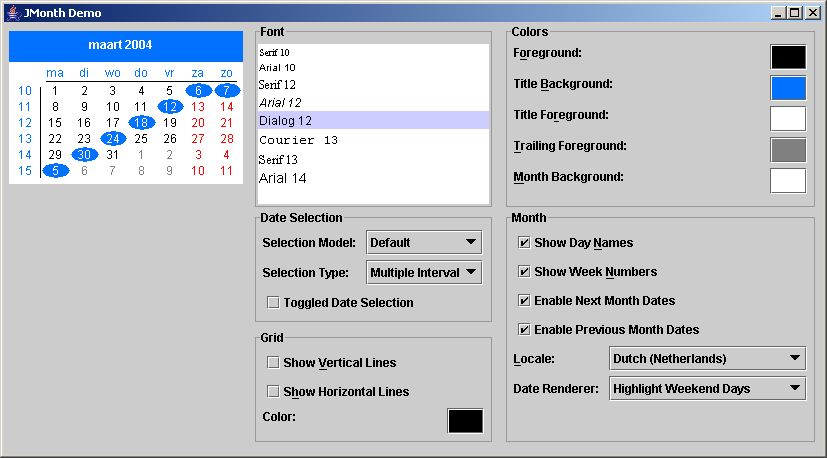 JMonth Demo
maart 2004
ma di wo do vr za zo
10 1 2 3 4 5 6 7
11 8 9 10 11 12 13 14
12 15 16 17 18 19 20 21
13 22 23 24 25 26 27 28
14 29 30 31 1 2 3 4
15 5 6 7 8 9 10 11
Font
Serif 10
Arial 10
Serif 12
Arial 12
Dialog 12
Courier 13
Serif 13
Arial 14
Date Selection
Selection Model: Default
Selection Type: Multiple Interval
Toggled Date Selection
Grid
Show Vertical Lines
Show Horizontal Lines
Color:
Colors
Foreground:
Title Background:
Title Foreground:
Trailing Foreground:
Month Background:
Month
Show Day Names
Show Week Numbers
Enable Next Month Dates
Enable Previous Month Dates
Locale: Dutch (Netherlands)
Date Renderer: Highlight Weekend Days